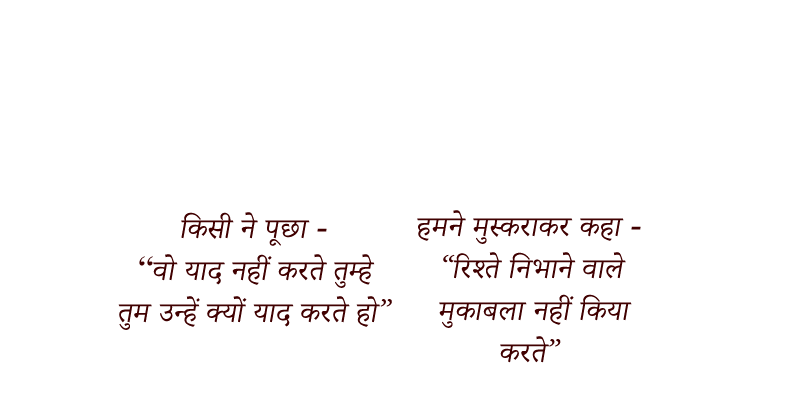 किसी ने पूछा -
“वो याद नहीं करते तुम्हे
तुम उन्हें क्यों याद करते हो”
हमने मुस्कराकर कहा -
“रिश्ते निभाने वाले
मुकाबला नहीं किया
करते”